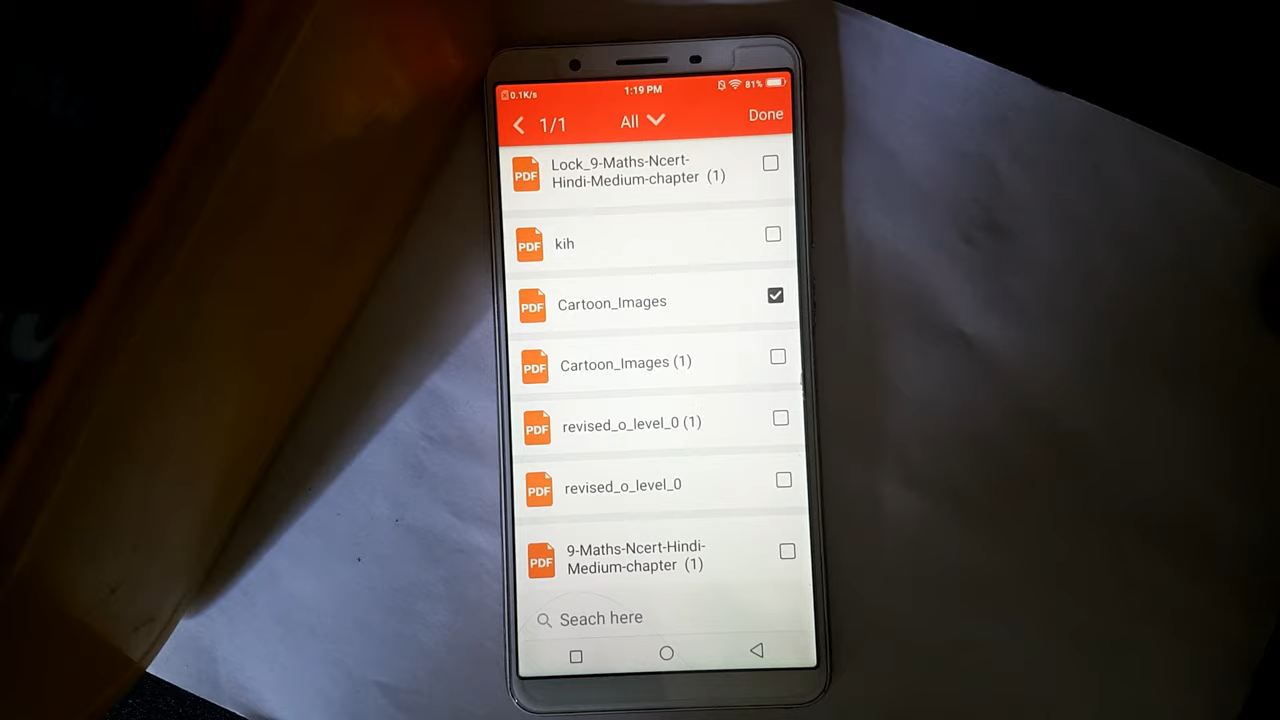 0.1K/s 1:19 PM 81%
1/1 All Done
PDF Lock_9-Maths-Ncert-
Hindi-Medium-chapter (1)
PDF kih
PDF Cartoon_Images
PDF Cartoon_Images (1)
PDF revised_o_level_0 (1)
PDF revised_o_level_0
PDF 9-Maths-Ncert-Hindi-
Medium-chapter (1)
Seach here